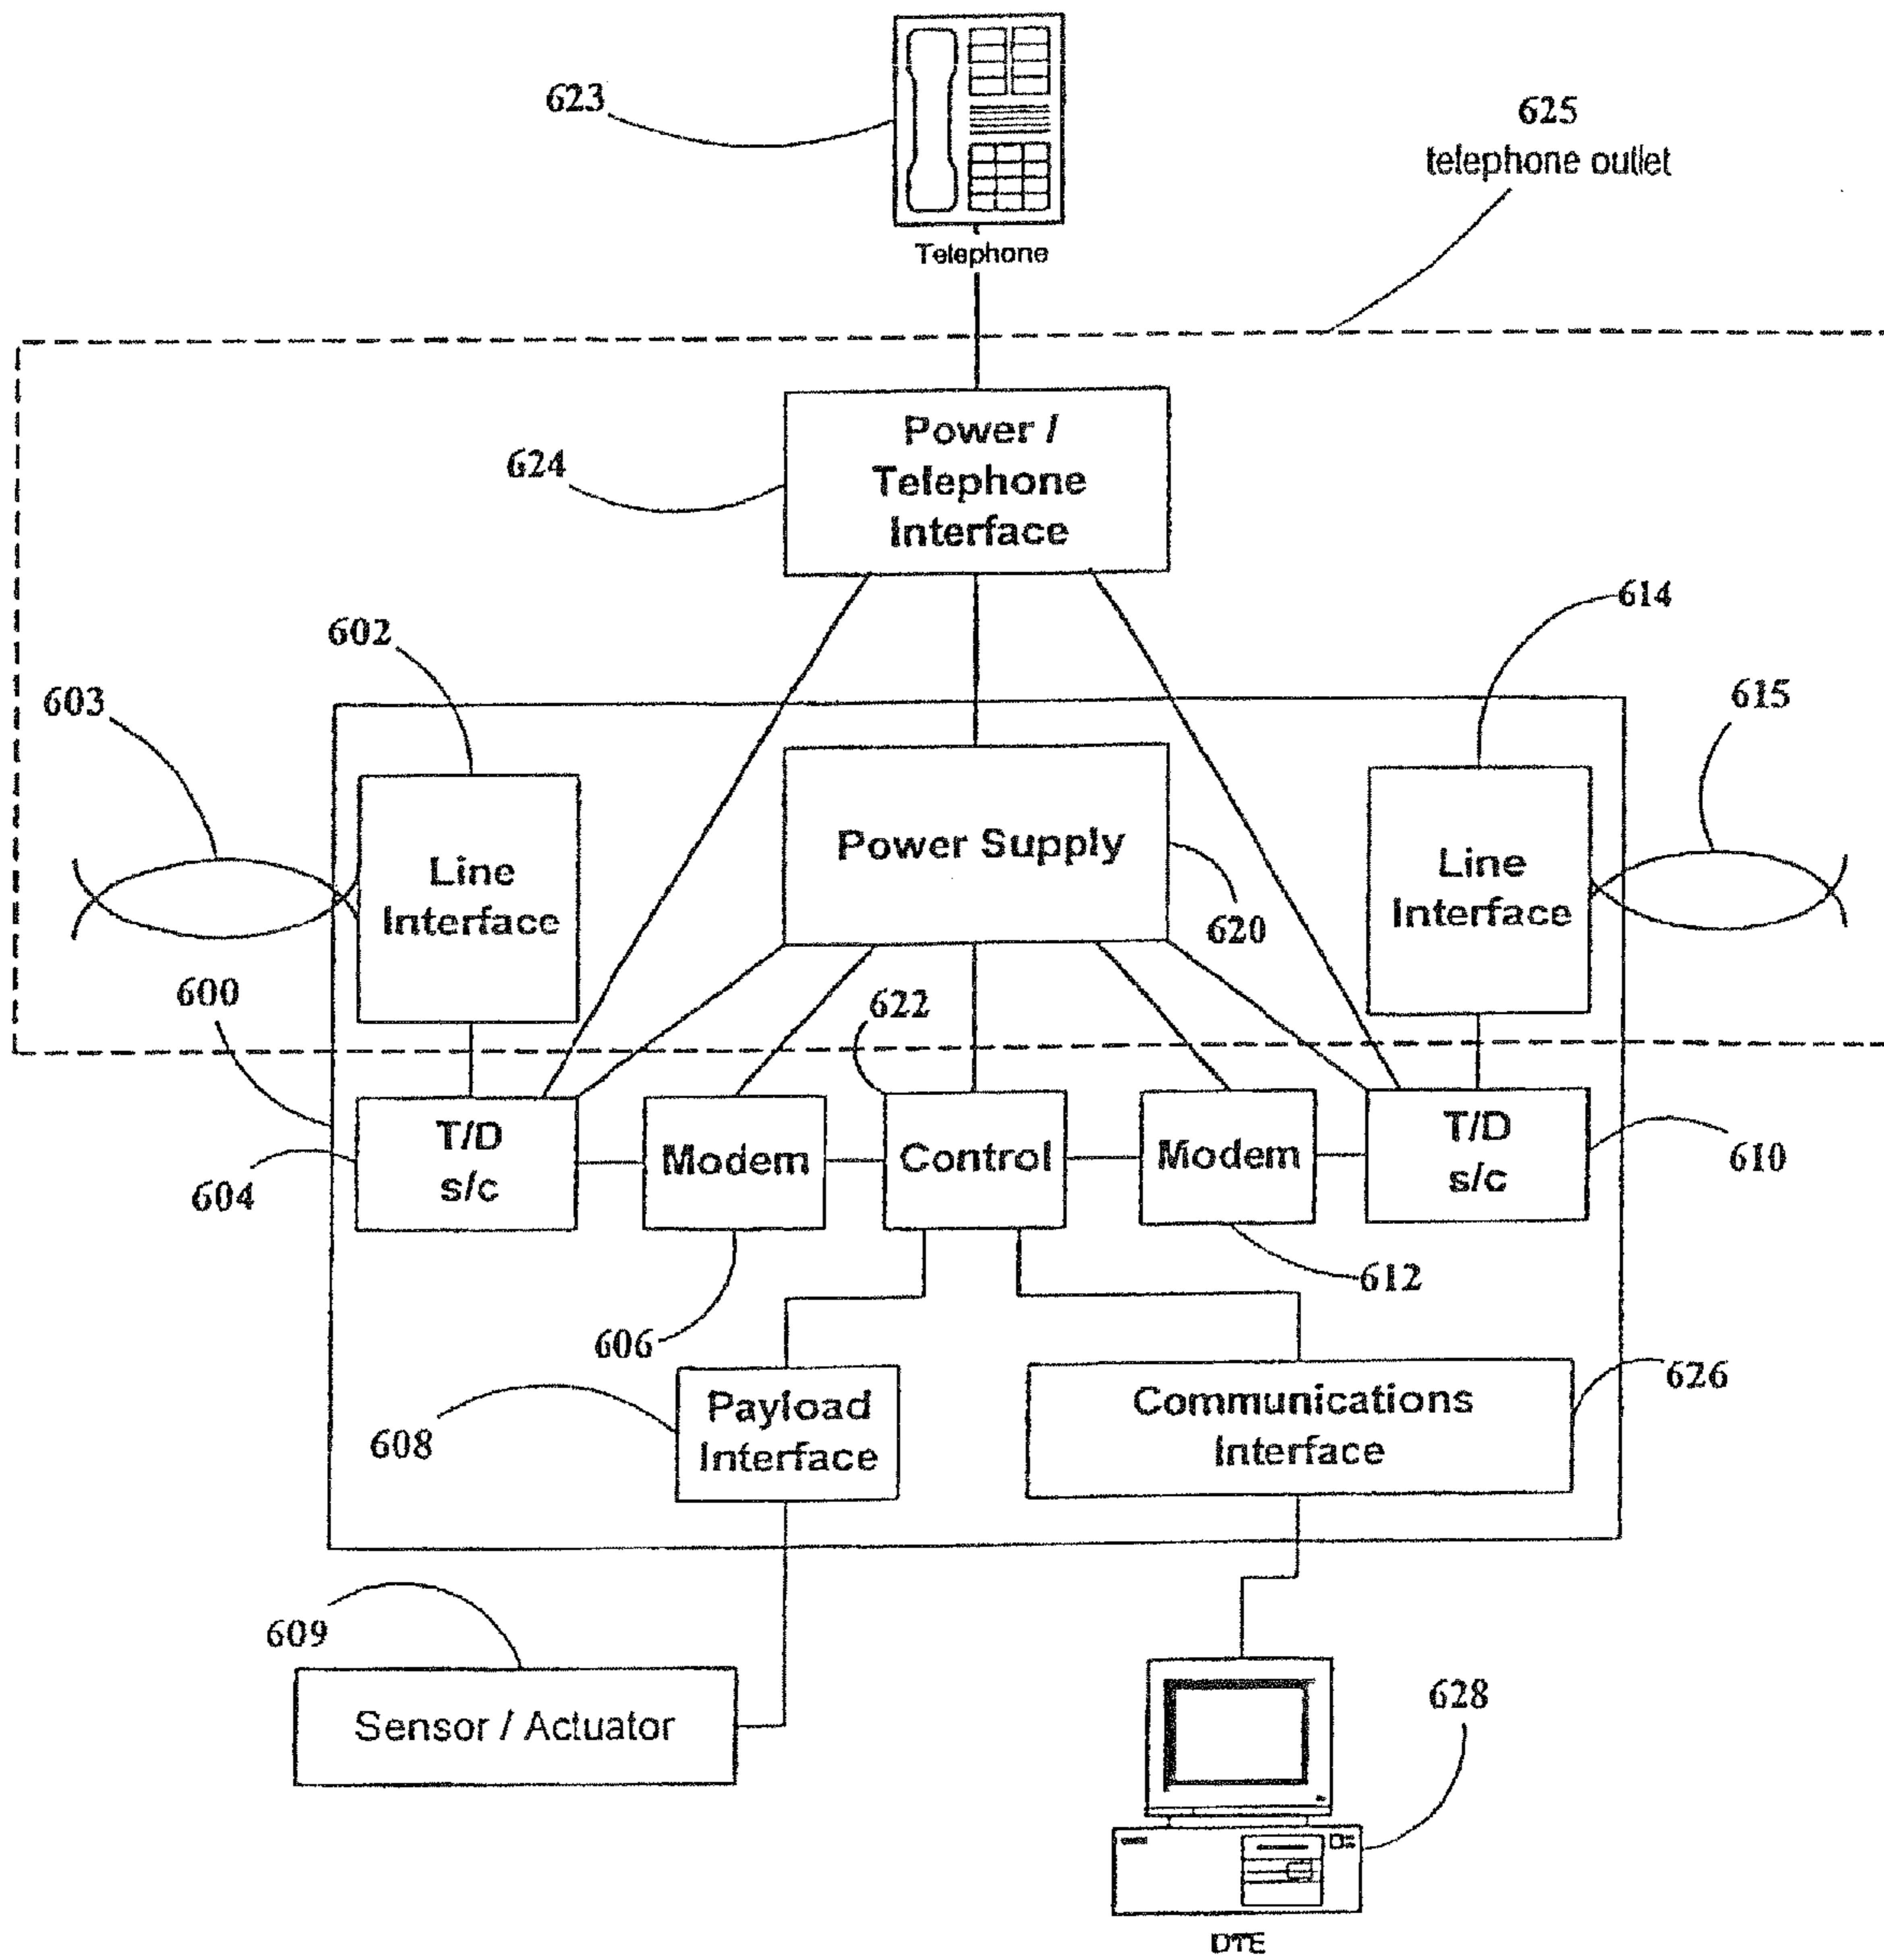 623
625
telephone outlet
Telephone
624
Power /
Telephone
Interface
602
614
603
615
Line
Interface
Power Supply
Line
Interface
620
600
622
604
T/D
s/c
Modem
Control
Modem
T/D
s/c
610
606
612
608
Payload
Interface
Communications
Interface
626
609
Sensor / Actuator
628
DTE